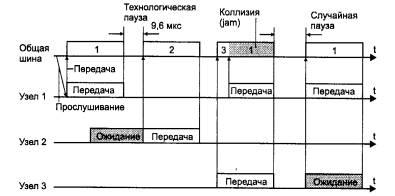 Технологическая пауза
9,6 мкс
Коллизия (jam)
Случайная пауза
Общая шина
1
2
3
1
1
t
Передача
Узел 1
Передача
Передача
Передача
t
Прослушивание
Узел 2
Ожидание
Передача
t
Узел 3
Передача
Ожидание
t